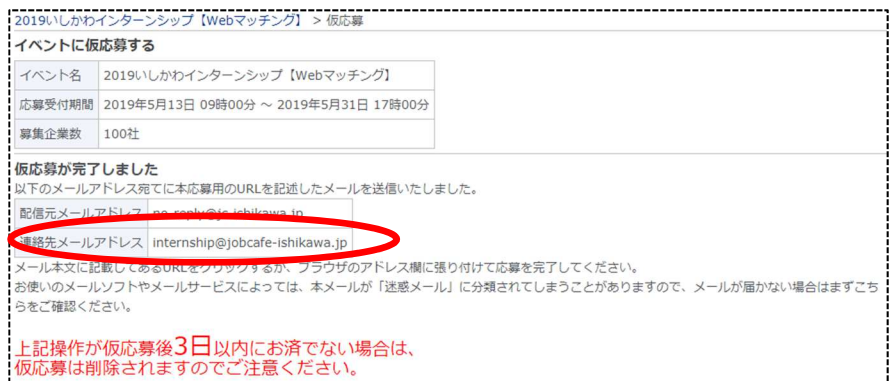 2019いしかわインターンシップ【Webマッチング】 > 仮応募
イベントに仮応募する
イベント名 2019いしかわインターンシップ【Webマッチング】
応募受付期間 2019年5月13日 09時00分 ～ 2019年5月31日 17時00分
募集企業数 100社
仮応募が完了しました
以下のメールアドレス宛てに本応募用のURLを記述したメールを送信いたしました。
配信元メールアドレス no-reply@jc-ishikawa.jp
連絡先メールアドレス internship@jobcafe-ishikawa.jp
メール本文に記載してあるURLをクリックするか、ブラウザのアドレス欄に張り付けて応募を完了してください。
お使いのメールソフトやメールサービスによっては、本メールが「迷惑メール」に分類されてしまうことがありますので、メールが届かない場合はまずこち
らをご確認ください。
上記操作が仮応募後3日以内にお済でない場合は、
仮応募は削除されますのでご注意ください。